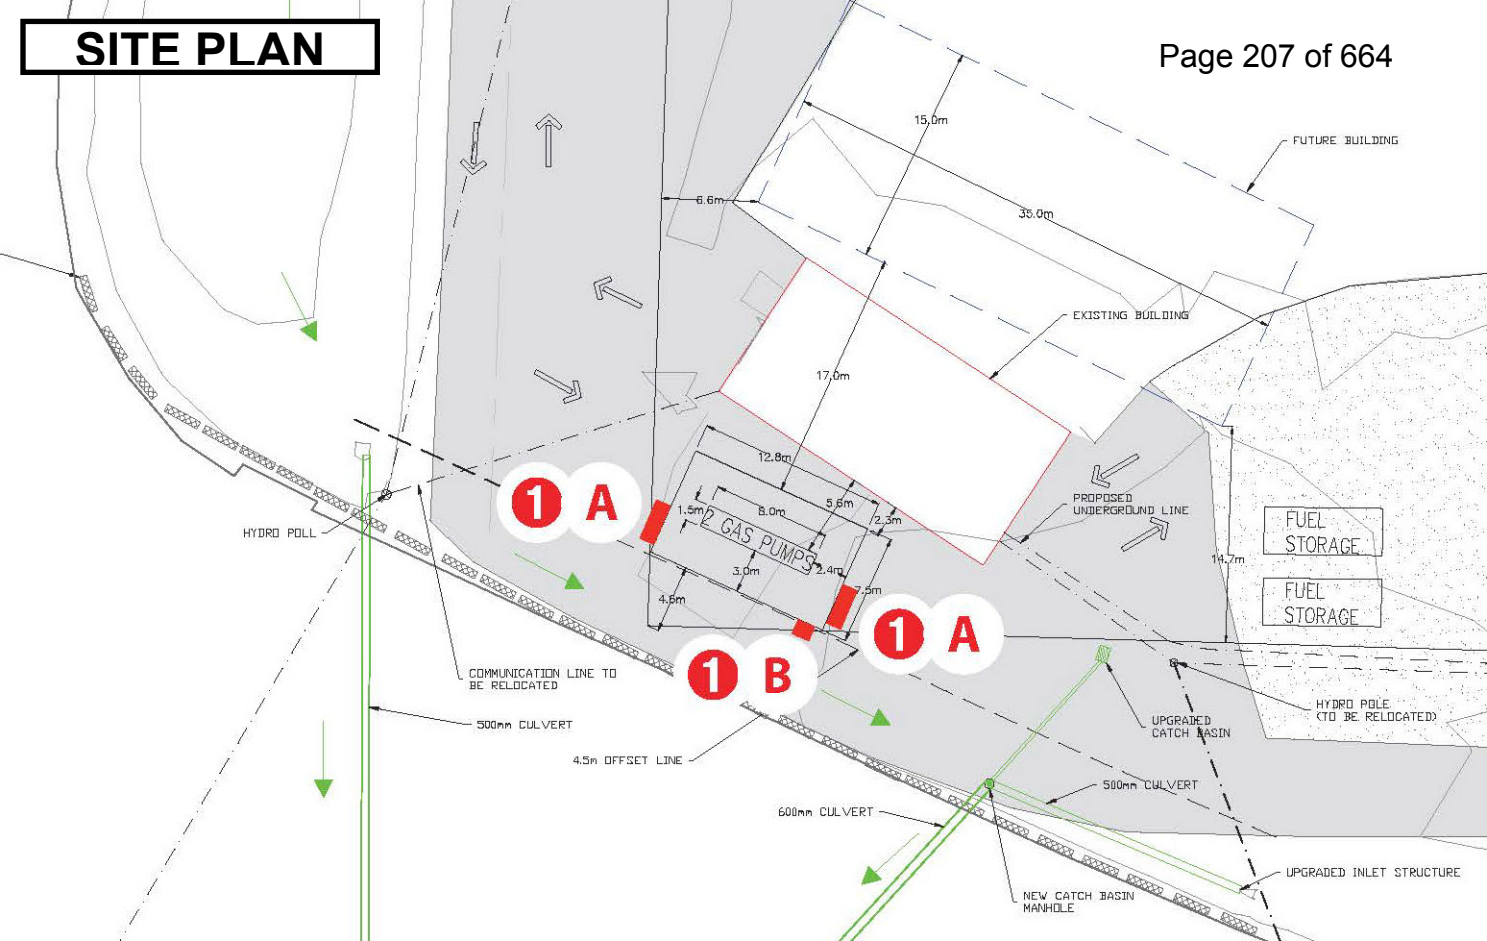 SITE PLAN
Page 207 of 664
15.0m
FUTURE BUILDING
6.6m
35.0m
EXISTING BUILDING
17.0m
12.8m
PROPOSED
UNDERGROUND LINE
1 A
1.5m
6.0m
5.6m
2.3m
2 GAS PUMPS
FUEL
STORAGE
HYDRO POLL
14.7m
3.0m
2.4m
7.5m
FUEL
STORAGE
4.6m
1 A
COMMUNICATION LINE TO
BE RELOCATED
1 B
HYDRO POLE
(TO BE RELOCATED)
500mm CULVERT
UPGRADED
CATCH BASIN
4.5m OFFSET LINE
500mm CULVERT
600mm CULVERT
UPGRADED INLET STRUCTURE
NEW CATCH BASIN
MANHOLE